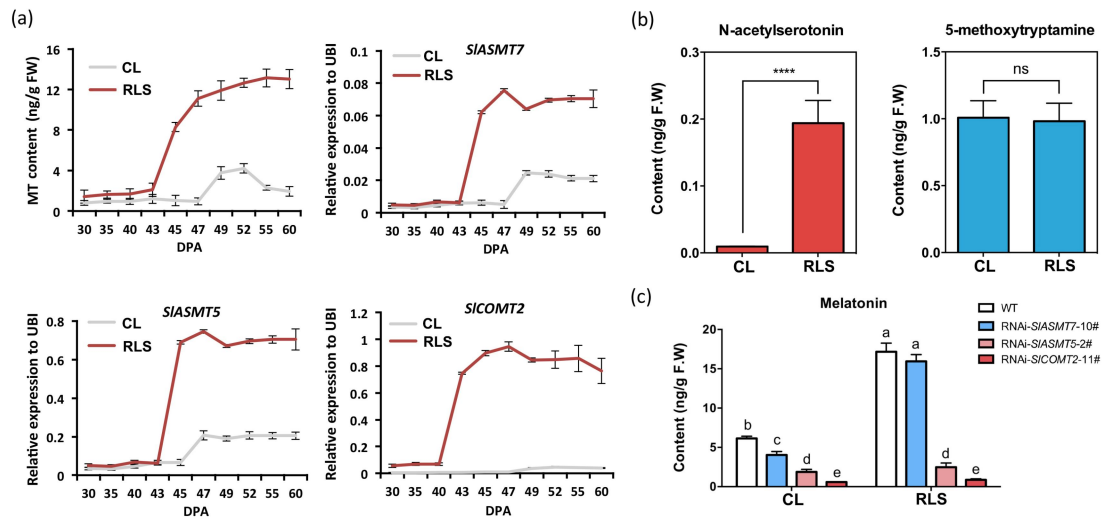 (a)
MT content (ng/g FW)
16
12
8
4
0
CL
RLS
30 35 40 43 45 47 49 52 55 60
DPA
SlASMT7
Relative expression to UBI
0.1
0.08
0.06
0.04
0.02
0
CL
RLS
30 35 40 43 45 47 49 52 55 60
DPA
SlASMT5
Relative expression to UBI
0.8
0.6
0.4
0.2
0
CL
RLS
30 35 40 43 45 47 49 52 55 60
DPA
SlCOMT2
Relative expression to UBI
1.2
1
0.8
0.6
0.4
0.2
0
CL
RLS
30 35 40 43 45 47 49 52 55 60
DPA
(b)
N-acetylserotonin
Content (ng/g F.W)
0.3
0.2
0.1
0.0
****
CL RLS
5-methoxytryptamine
Content (ng/g F.W)
1.5
1.0
0.5
0.0
ns
CL RLS
(c)
Melatonin
Content (ng/g F.W)
20
15
10
5
0
b c d e
a a d e
CL RLS
WT
RNAi-SlASMT7-10#
RNAi-SlASMT5-2#
RNAi-SlCOMT2-11#